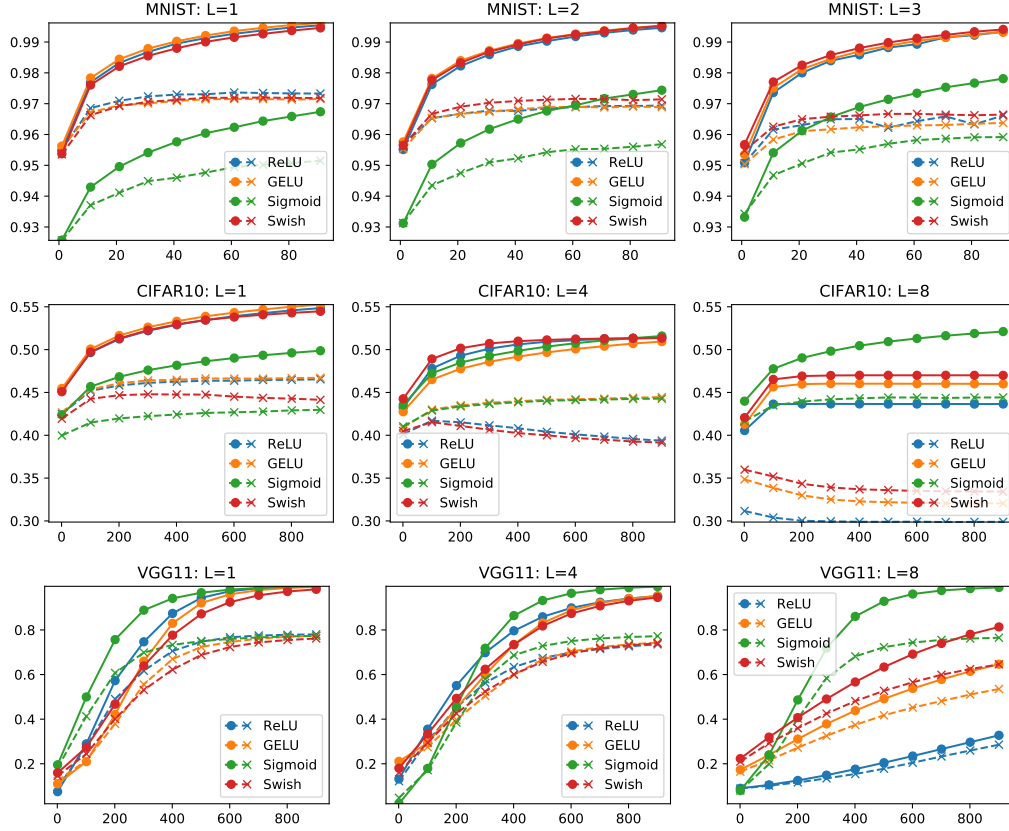 MNIST: L=1
0.99
0.98
0.97
0.96
0.95
0.94
0.93
0 20 40 60 80
ReLU
GELU
Sigmoid
Swish
MNIST: L=2
0.99
0.98
0.97
0.96
0.95
0.94
0.93
0 20 40 60 80
ReLU
GELU
Sigmoid
Swish
MNIST: L=3
0.99
0.98
0.97
0.96
0.95
0.94
0.93
0 20 40 60 80
ReLU
GELU
Sigmoid
Swish
CIFAR10: L=1
0.55
0.50
0.45
0.40
0.35
0.30
0 200 400 600 800
ReLU
GELU
Sigmoid
Swish
CIFAR10: L=4
0.55
0.50
0.45
0.40
0.35
0.30
0 200 400 600 800
ReLU
GELU
Sigmoid
Swish
CIFAR10: L=8
0.55
0.50
0.45
0.40
0.35
0.30
0 200 400 600 800
ReLU
GELU
Sigmoid
Swish
VGG11: L=1
0.8
0.6
0.4
0.2
0 200 400 600 800
ReLU
GELU
Sigmoid
Swish
VGG11: L=4
0.8
0.6
0.4
0.2
0 200 400 600 800
ReLU
GELU
Sigmoid
Swish
VGG11: L=8
0.8
0.6
0.4
0.2
0 200 400 600 800
ReLU
GELU
Sigmoid
Swish